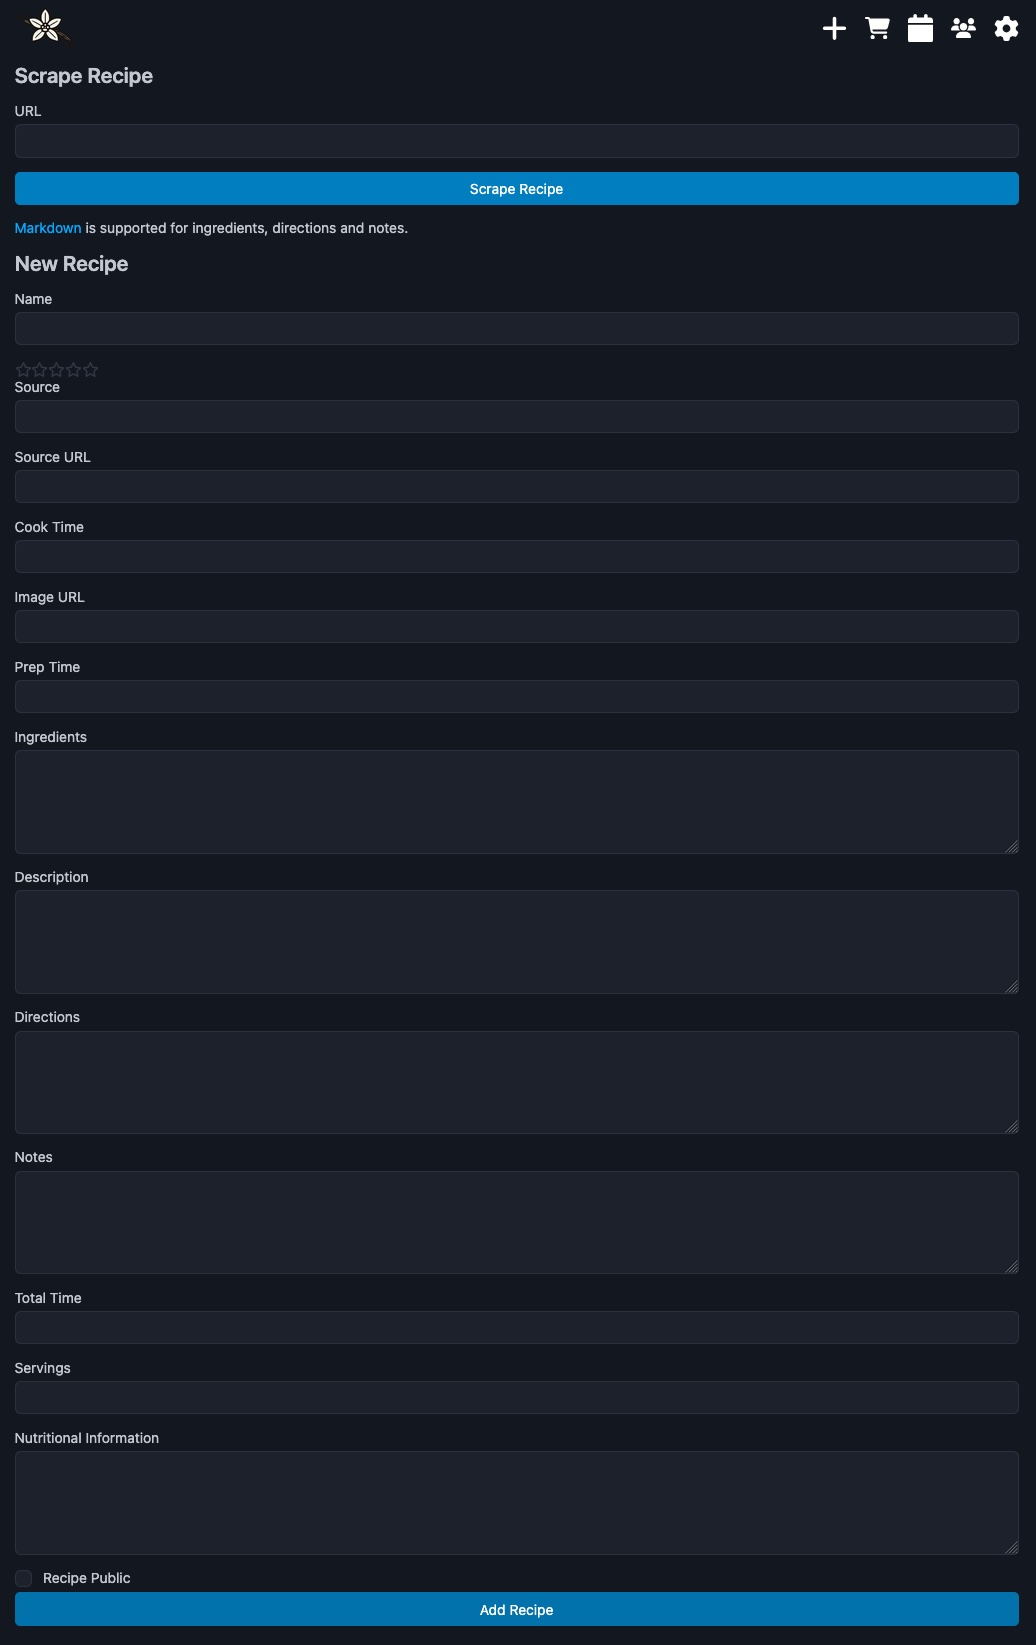 Scrape Recipe
URL
Scrape Recipe
Markdown is supported for ingredients, directions and notes.
New Recipe
Name
Source
Source URL
Cook Time
Image URL
Prep Time
Ingredients
Description
Directions
Notes
Total Time
Servings
Nutritional Information
Recipe Public
Add Recipe